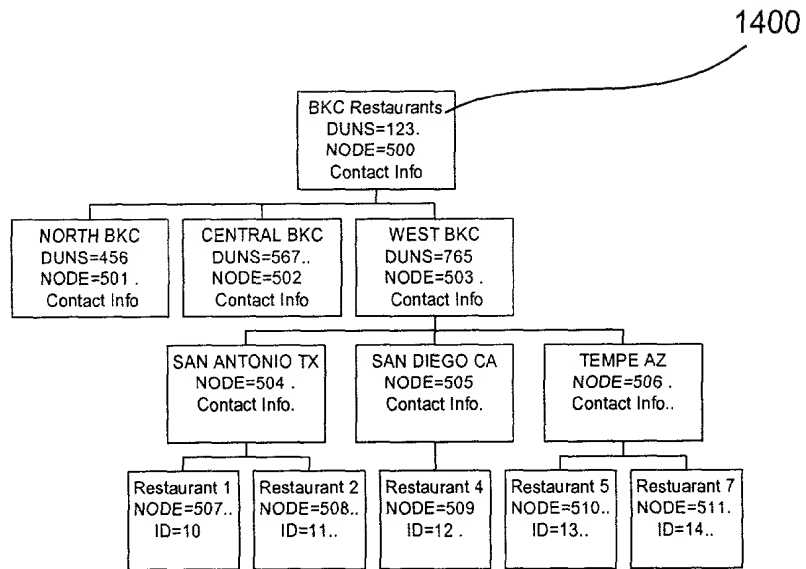 1400
BKC Restaurants
DUNS=123.
NODE=500
Contact Info
NORTH BKC
DUNS=456
NODE=501 .
Contact Info
CENTRAL BKC
DUNS=567..
NODE=502
Contact Info
WEST BKC
DUNS=765
NODE=503 .
Contact Info
SAN ANTONIO TX
NODE=504 .
Contact Info.
SAN DIEGO CA
NODE=505
Contact Info.
TEMPE AZ
NODE=506 .
Contact Info..
Restaurant 1
NODE=507..
ID=10
Restaurant 2
NODE=508..
ID=11..
Restaurant 4
NODE=509
ID=12 .
Restaurant 5
NODE=510..
ID=13..
Restuarant 7
NODE=511.
ID=14..